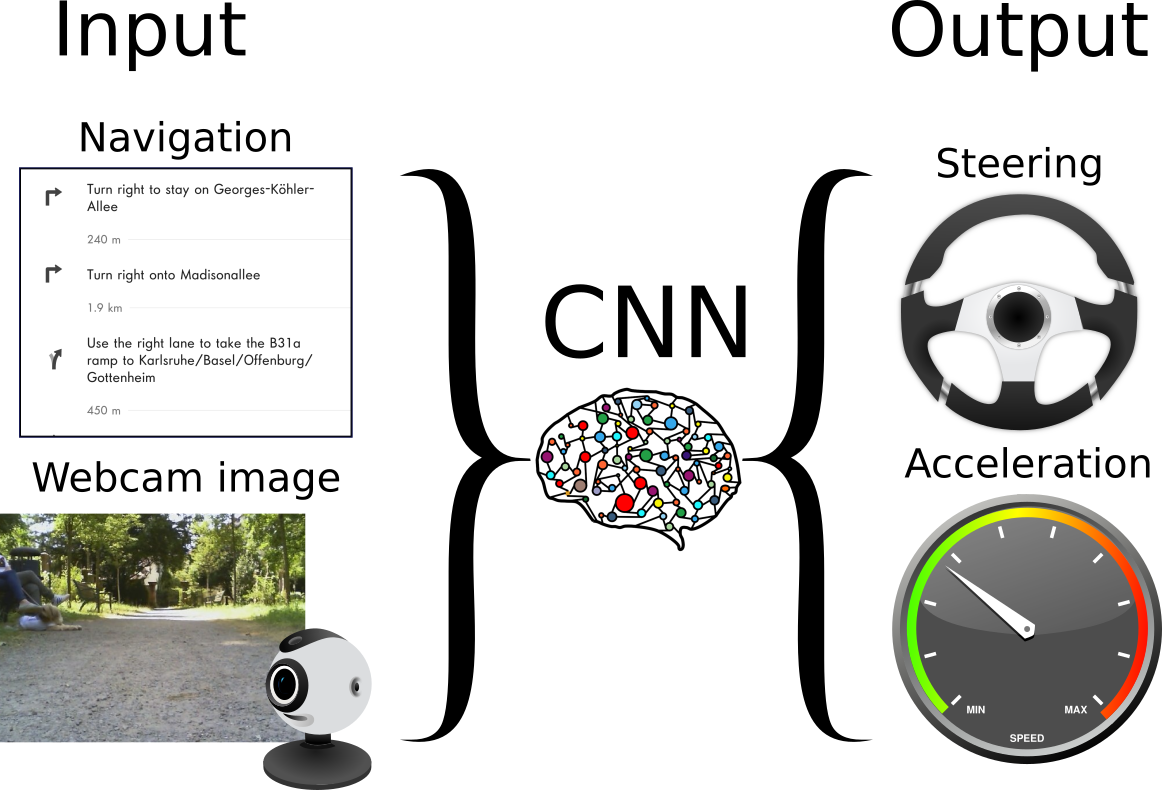 Input
Output
Navigation
Turn right to stay on Georges-Köhler-
Allee
240 m
Turn right onto Madisonallee
1.9 km
Use the right lane to take the B31a
ramp to Karlsruhe/Basel/Offenburg/
Gottenheim
450 m
Webcam image
CNN
Steering
Acceleration
MIN
MAX
SPEED